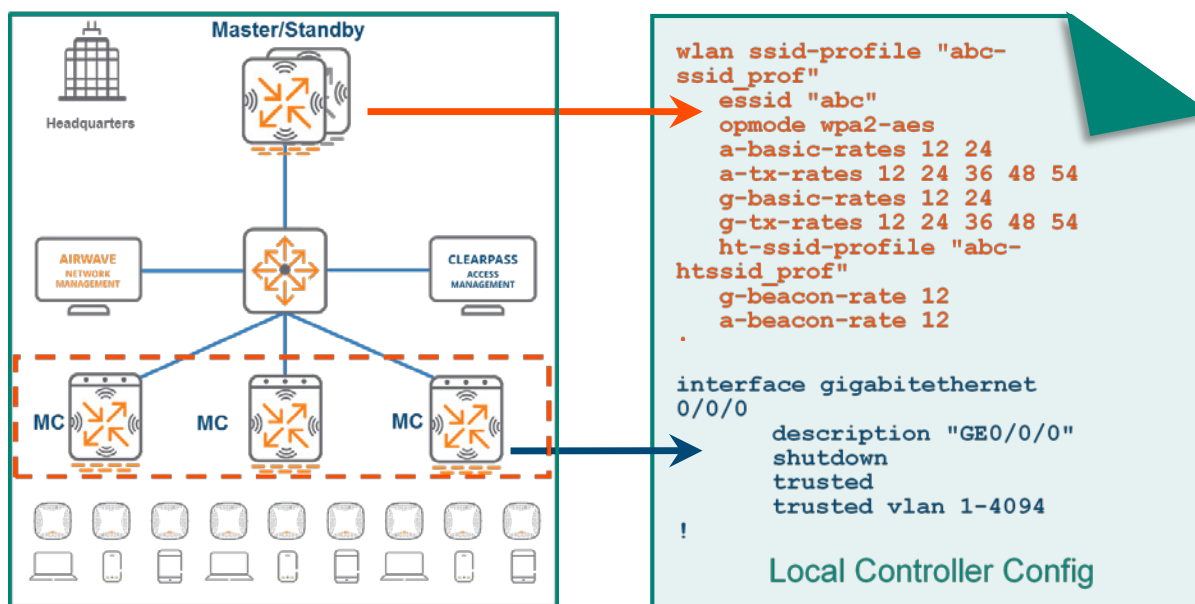 Master/Standby
Headquarters
AIRWAVE
NETWORK
MANAGEMENT
CLEARPASS
ACCESS
MANAGEMENT
MC
MC
MC
wlan ssid-profile "abc-
ssid_prof"
essid "abc"
opmode wpa2-aes
a-basic-rates 12 24
a-tx-rates 12 24 36 48 54
g-basic-rates 12 24
g-tx-rates 12 24 36 48 54
ht-ssid-profile "abc-
htssid_prof"
g-beacon-rate 12
a-beacon-rate 12
.
interface gigabitethernet
0/0/0
description "GE0/0/0"
shutdown
trusted
trusted vlan 1-4094
!
Local Controller Config